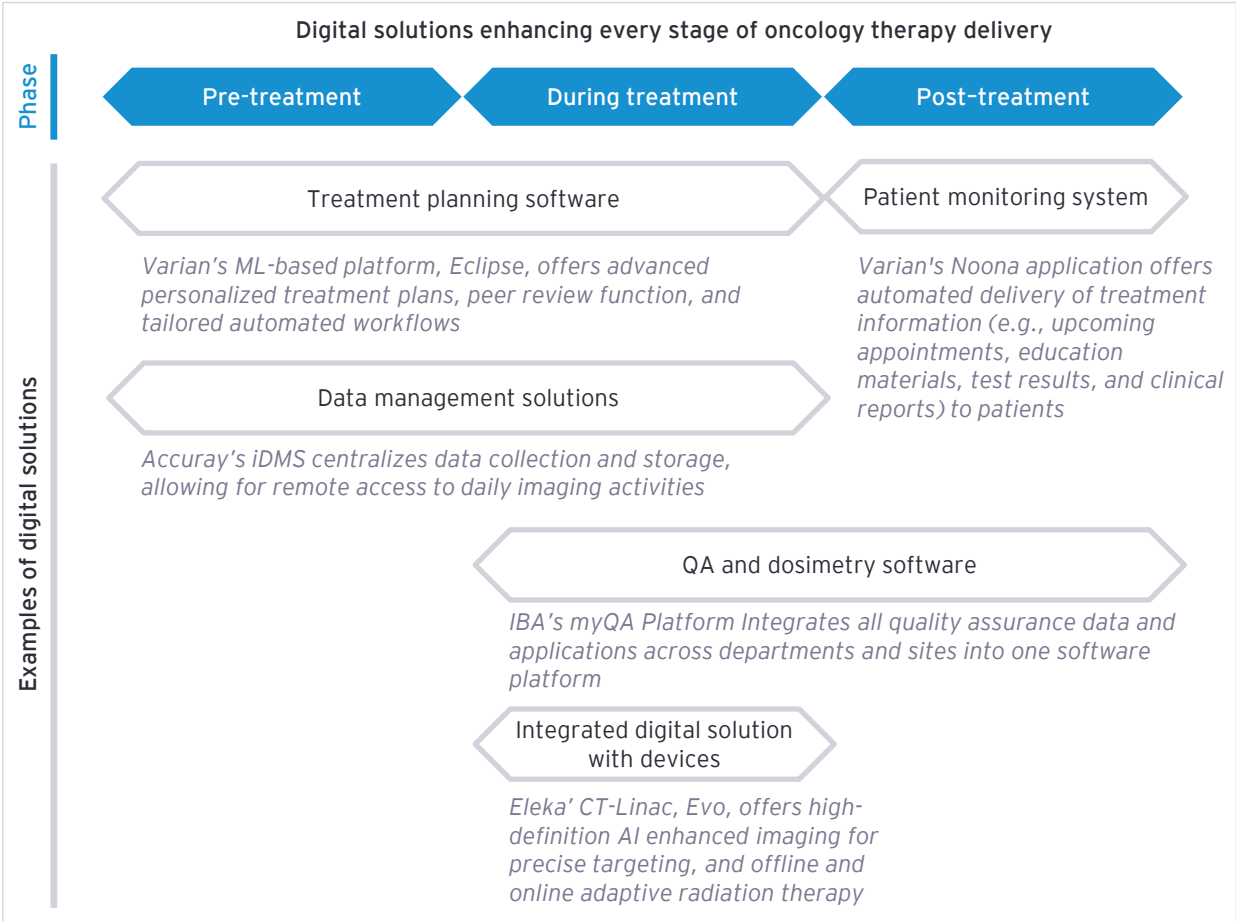 Digital solutions enhancing every stage of oncology therapy delivery
Phase
Pre-treatment
During treatment
Post–treatment
Examples of digital solutions
Treatment planning software
Varian's ML-based platform, Eclipse, offers advanced
personalized treatment plans, peer review function, and
tailored automated workflows
Patient monitoring system
Varian's Noona application offers
automated delivery of treatment
information (e.g., upcoming
appointments, education
materials, test results, and clinical
reports) to patients
Data management solutions
Accuray's iDMS centralizes data collection and storage,
allowing for remote access to daily imaging activities
QA and dosimetry software
IBA's myQA Platform Integrates all quality assurance data and
applications across departments and sites into one software
platform
Integrated digital solution
with devices
Eleka' CT-Linac, Evo, offers high-
definition AI enhanced imaging for
precise targeting, and offline and
online adaptive radiation therapy